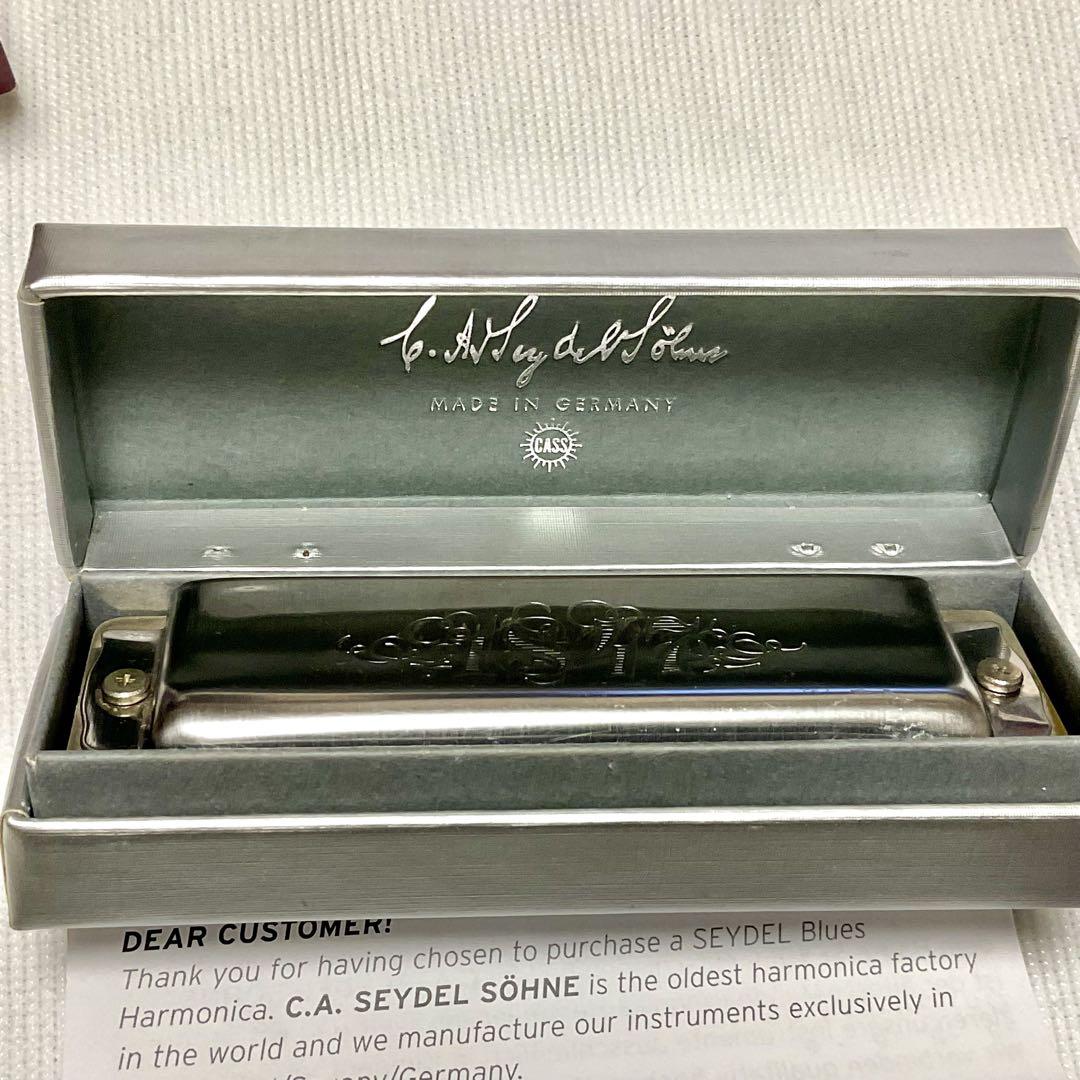 C. A. Seydel Söhne
MADE IN GERMANY
CASS
1847
DEAR CUSTOMER!
Thank you for having chosen to purchase a SEYDEL Blues
Harmonica. C.A. SEYDEL SÖHNE is the oldest harmonica factory
in the world and we manufacture our instruments exclusively in
/Germany.